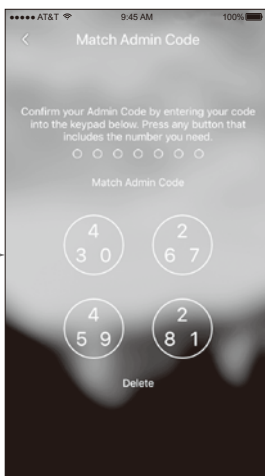 AT&T 9:45 AM 100%
Match Admin Code
Confirm your Admin Code by entering your code
into the keypad below. Press any button that
includes the number you need.
Match Admin Code
4 2
3 0 6 7
4 2
5 9 8 1
Delete